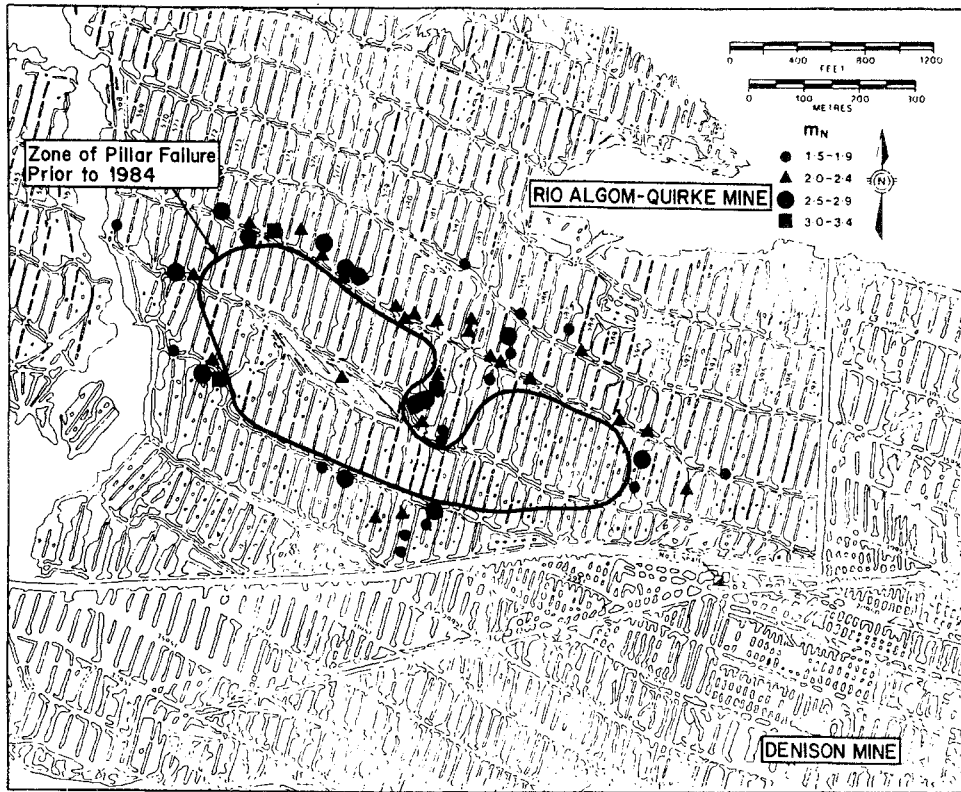 0 400 800 1200
FEET
0 100 200 300
METRES
mN
1·5-1·9
2·0-2·4
2·5-2·9
3·0-3·4
N
Zone of Pillar Failure
Prior to 1984
RIO ALGOM-QUIRKE MINE
DENISON MINE